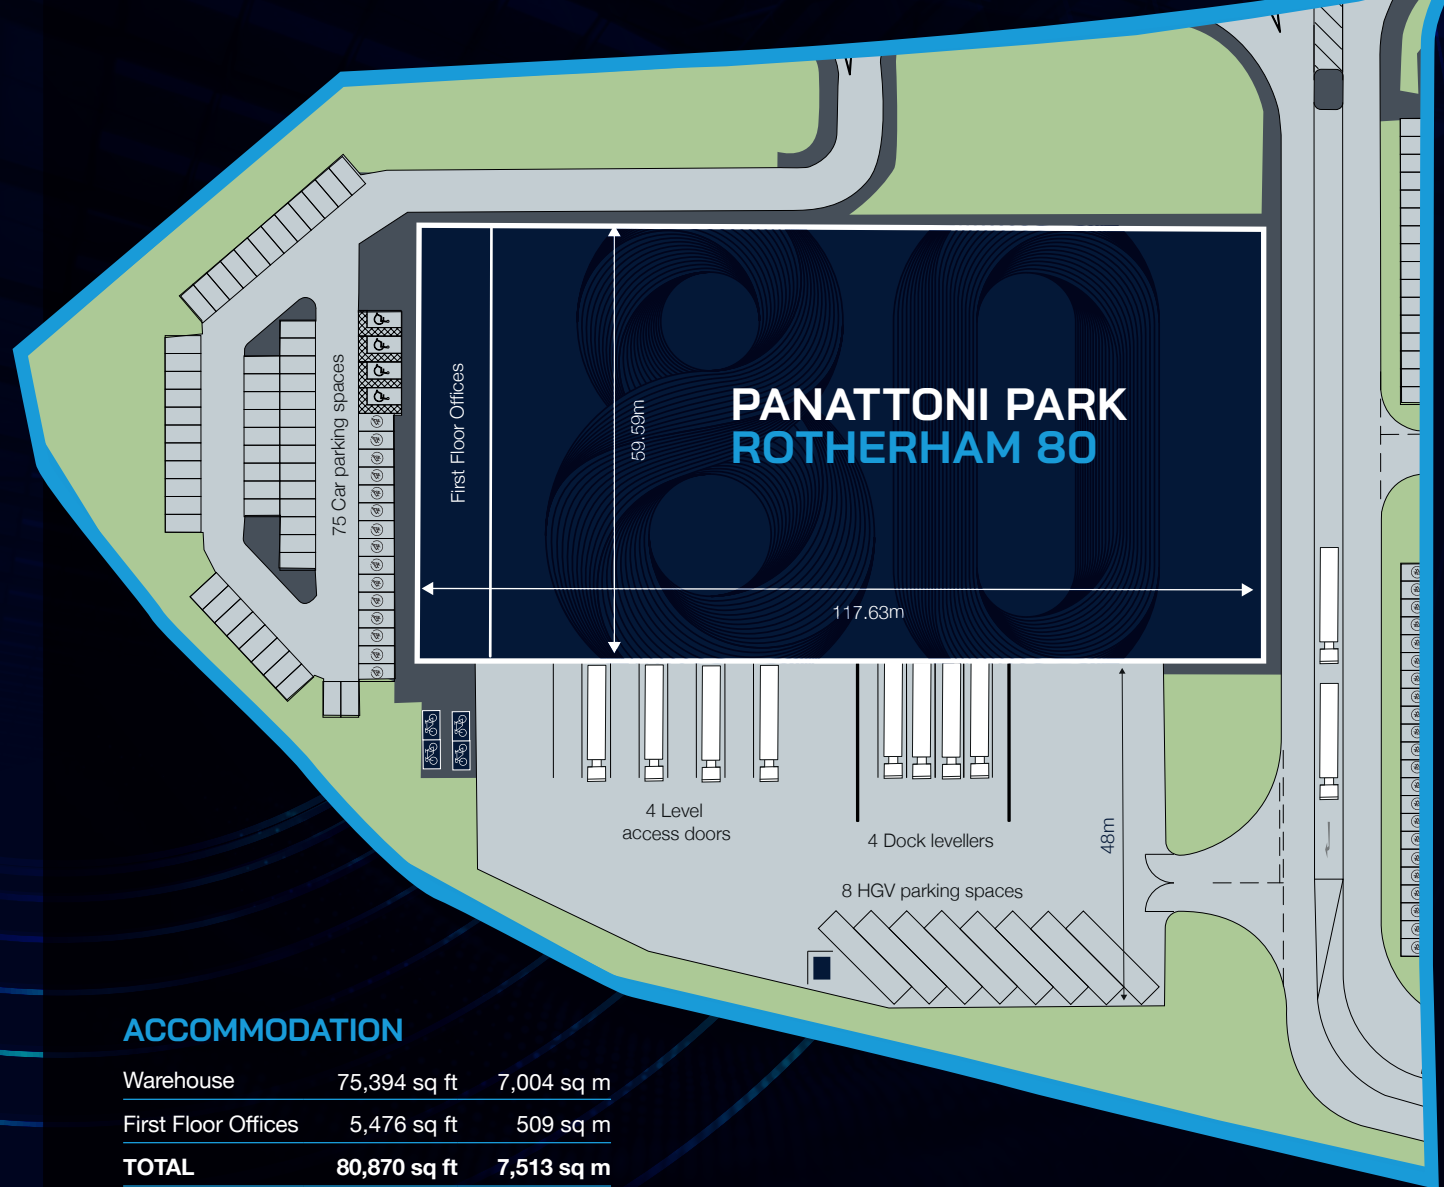 75 Car parking spaces
First Floor Offices
59.59m
PANATTONI PARK
ROTHERHAM 80
117.63m
4 Level
access doors
4 Dock levellers
48m
8 HGV parking spaces
ACCOMMODATION
Warehouse 75,394 sq ft 7,004 sq m
First Floor Offices 5,476 sq ft 509 sq m
TOTAL 80,870 sq ft 7,513 sq m